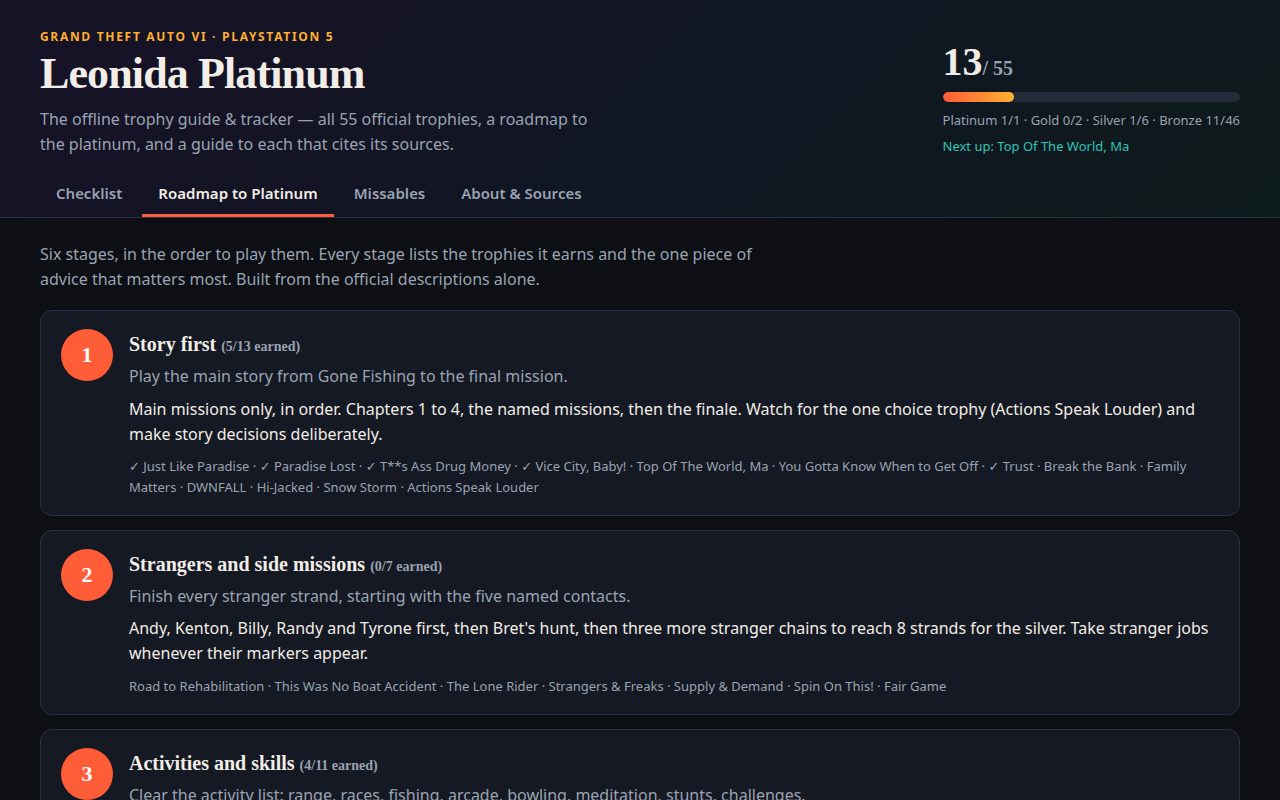 GRAND THEFT AUTO VI · PLAYSTATION 5
Leonida Platinum
The offline trophy guide & tracker — all 55 official trophies, a roadmap to
the platinum, and a guide to each that cites its sources.
13 / 55
Platinum 1/1 · Gold 0/2 · Silver 1/6 · Bronze 11/46
Next up: Top Of The World, Ma
Checklist
Roadmap to Platinum
Missables
About & Sources
Six stages, in the order to play them. Every stage lists the trophies it earns and the one piece of
advice that matters most. Built from the official descriptions alone.
1
Story first (5/13 earned)
Play the main story from Gone Fishing to the final mission.
Main missions only, in order. Chapters 1 to 4, the named missions, then the finale. Watch for the one choice trophy (Actions Speak Louder) and
make story decisions deliberately.
✓ Just Like Paradise · ✓ Paradise Lost · ✓ T**s Ass Drug Money · ✓ Vice City, Baby! · Top Of The World, Ma · You Gotta Know When to Get Off · ✓ Trust · Break the Bank · Family
Matters · DWNFALL · Hi-Jacked · Snow Storm · Actions Speak Louder
2
Strangers and side missions (0/7 earned)
Finish every stranger strand, starting with the five named contacts.
Andy, Kenton, Billy, Randy and Tyrone first, then Bret's hunt, then three more stranger chains to reach 8 strands for the silver. Take stranger jobs
whenever their markers appear.
Road to Rehabilitation · This Was No Boat Accident · The Lone Rider · Strangers & Freaks · Supply & Demand · Spin On This! · Fair Game
3
Activities and skills (4/11 earned)
Clear the activity list: range, races, fishing, arcade, bowling, meditation, stunts, challenges.